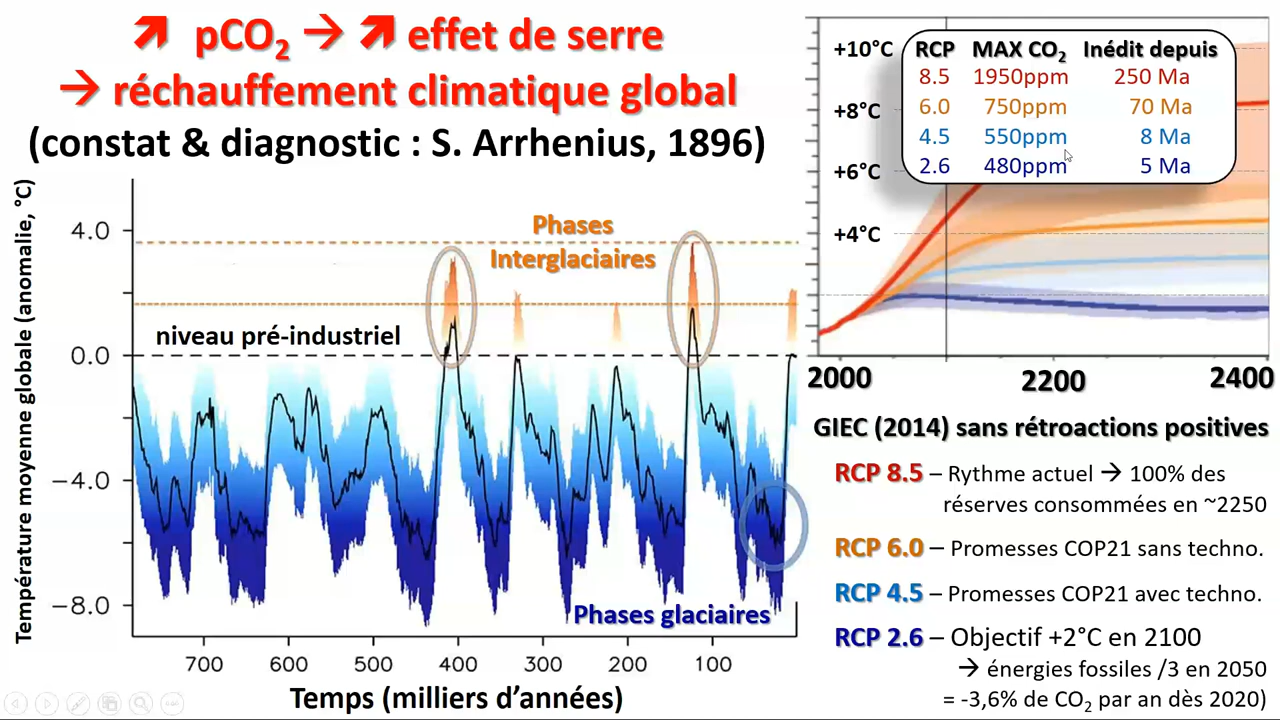 ↗ pCO₂ → ↗ effet de serre
→ réchauffement climatique global
(constat & diagnostic : S. Arrhenius, 1896)
Température moyenne globale (anomalie, °C)
4.0
0.0
−4.0
−8.0
Phases
Interglaciaires
niveau pré-industriel
Phases glaciaires
700 600 500 400 300 200 100
Temps (milliers d'années)
+10°C
+8°C
+6°C
+4°C
RCP MAX CO₂ Inédit depuis
8.5 1950ppm 250 Ma
6.0 750ppm 70 Ma
4.5 550ppm 8 Ma
2.6 480ppm 5 Ma
2000 2200 2400
GIEC (2014) sans rétroactions positives
RCP 8.5 – Rythme actuel → 100% des
réserves consommées en ~2250
RCP 6.0 – Promesses COP21 sans techno.
RCP 4.5 – Promesses COP21 avec techno.
RCP 2.6 – Objectif +2°C en 2100
→ énergies fossiles /3 en 2050
= -3,6% de CO₂ par an dès 2020)